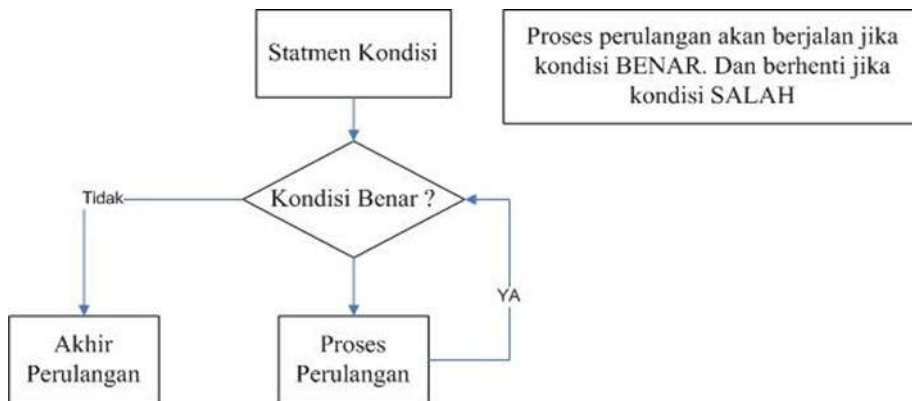 Statmen Kondisi
Proses perulangan akan berjalan jika
kondisi BENAR. Dan berhenti jika
kondisi SALAH
Kondisi Benar ?
Tidak
YA
Akhir
Perulangan
Proses
Perulangan